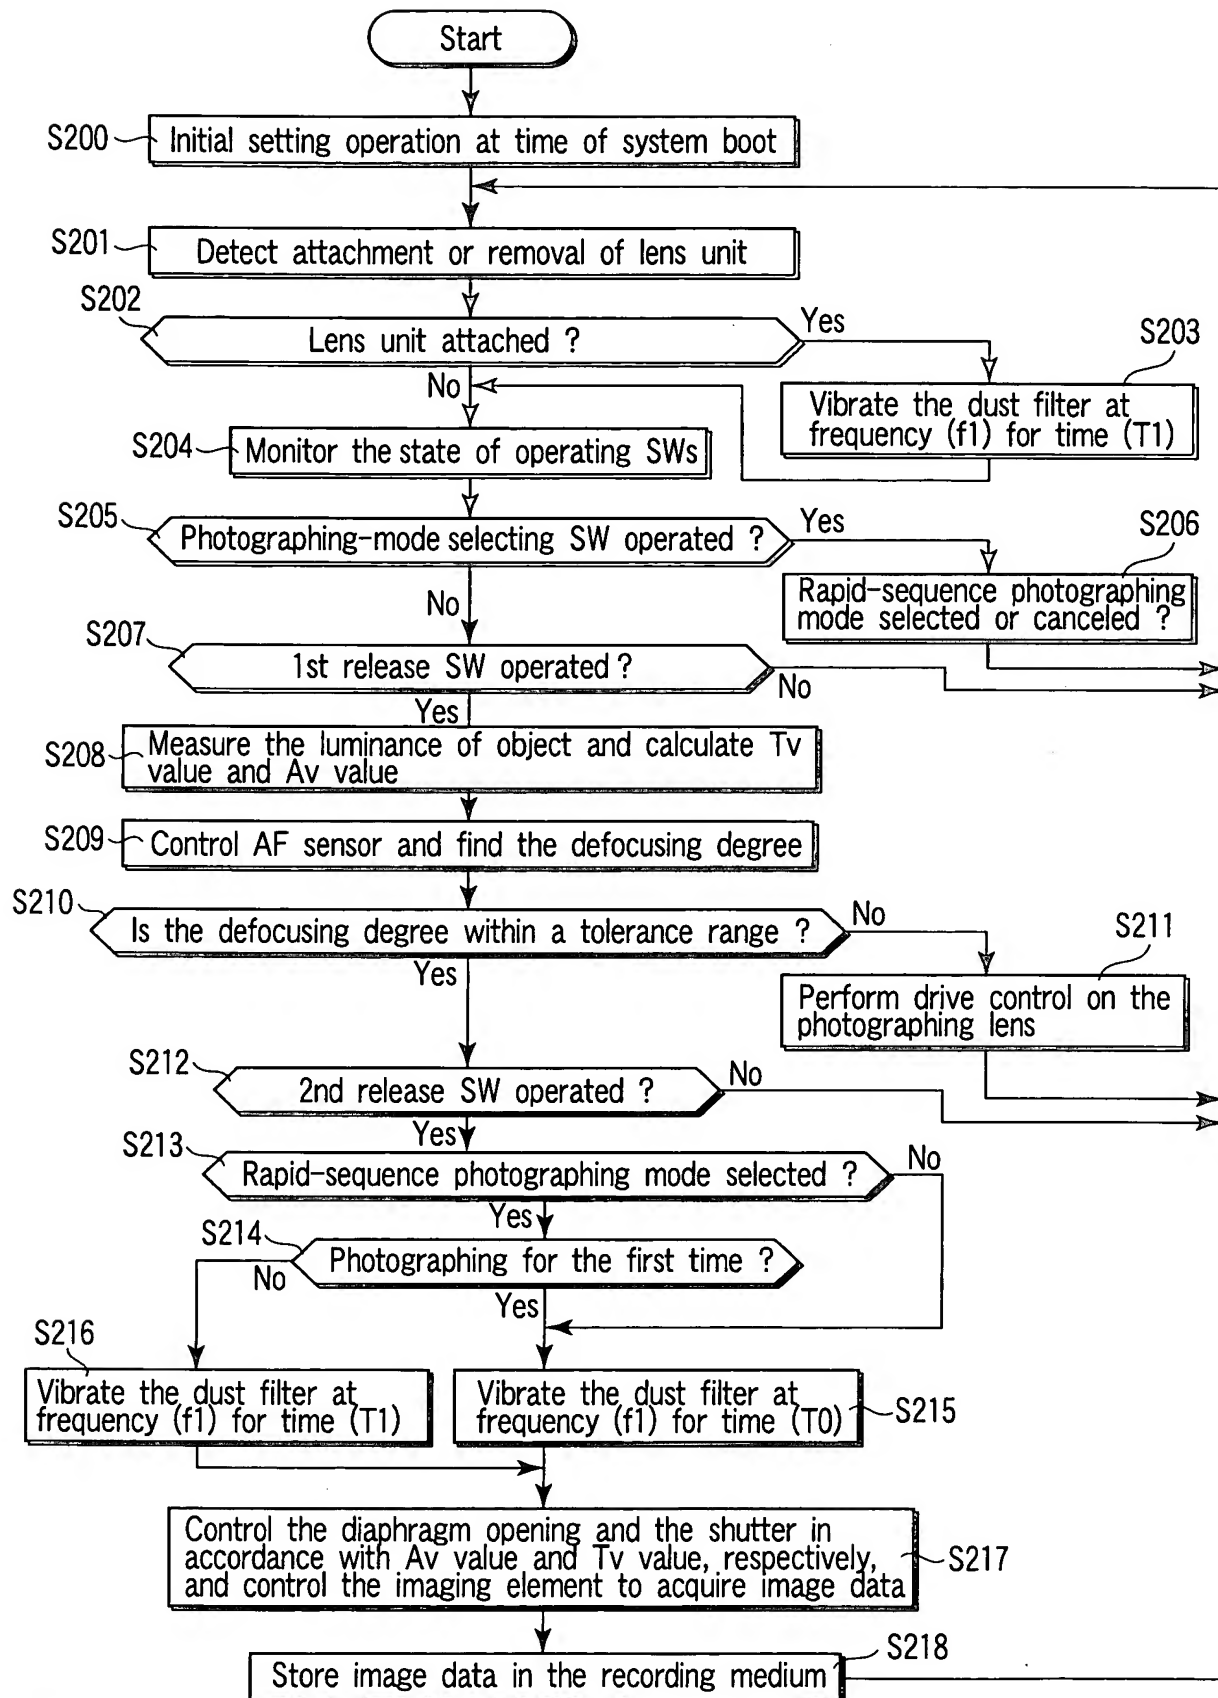 Start
S200
Initial setting operation at time of system boot
S201
Detect attachment or removal of lens unit
S202
Lens unit attached ?
Yes
No
S203
Vibrate the dust filter at
frequency (f1) for time (T1)
S204
Monitor the state of operating SWs
S205
Photographing-mode selecting SW operated ?
Yes
No
S206
Rapid-sequence photographing
mode selected or canceled ?
S207
1st release SW operated ?
No
Yes
S208
Measure the luminance of object and calculate Tv
value and Av value
S209
Control AF sensor and find the defocusing degree
S210
Is the defocusing degree within a tolerance range ?
No
Yes
S211
Perform drive control on the
photographing lens
S212
2nd release SW operated ?
No
Yes
S213
Rapid-sequence photographing mode selected ?
No
Yes
S214
Photographing for the first time ?
No
Yes
S216
Vibrate the dust filter at
frequency (f1) for time (T1)
Vibrate the dust filter at
frequency (f1) for time (T0)
S215
Control the diaphragm opening and the shutter in
accordance with Av value and Tv value, respectively,
and control the imaging element to acquire image data
S217
Store image data in the recording medium
S218